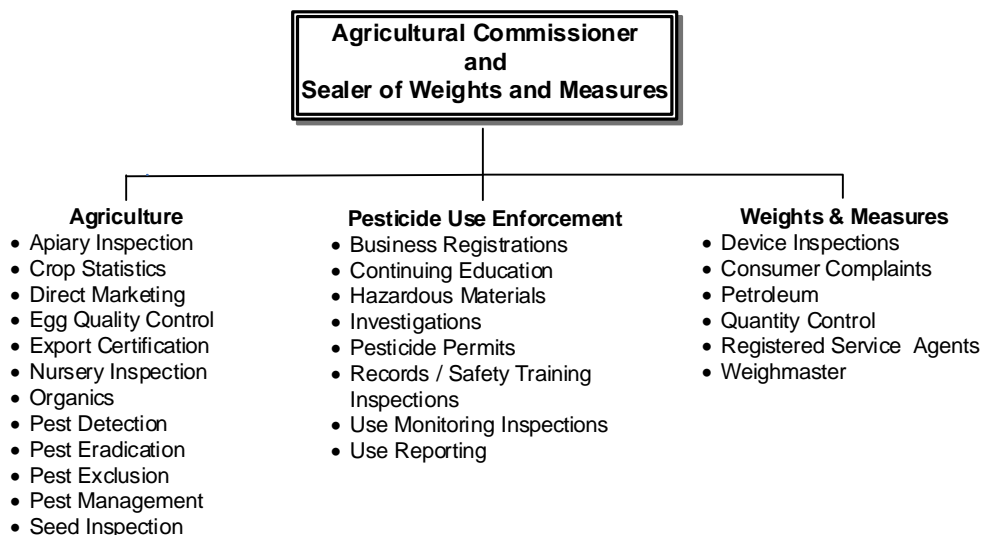 Agricultural Commissioner
and
Sealer of Weights and Measures
Agriculture
• Apiary Inspection
• Crop Statistics
• Direct Marketing
• Egg Quality Control
• Export Certification
• Nursery Inspection
• Organics
• Pest Detection
• Pest Eradication
• Pest Exclusion
• Pest Management
• Seed Inspection
Pesticide Use Enforcement
• Business Registrations
• Continuing Education
• Hazardous Materials
• Investigations
• Pesticide Permits
• Records / Safety Training
Inspections
• Use Monitoring Inspections
• Use Reporting
Weights & Measures
• Device Inspections
• Consumer Complaints
• Petroleum
• Quantity Control
• Registered Service Agents
• Weighmaster